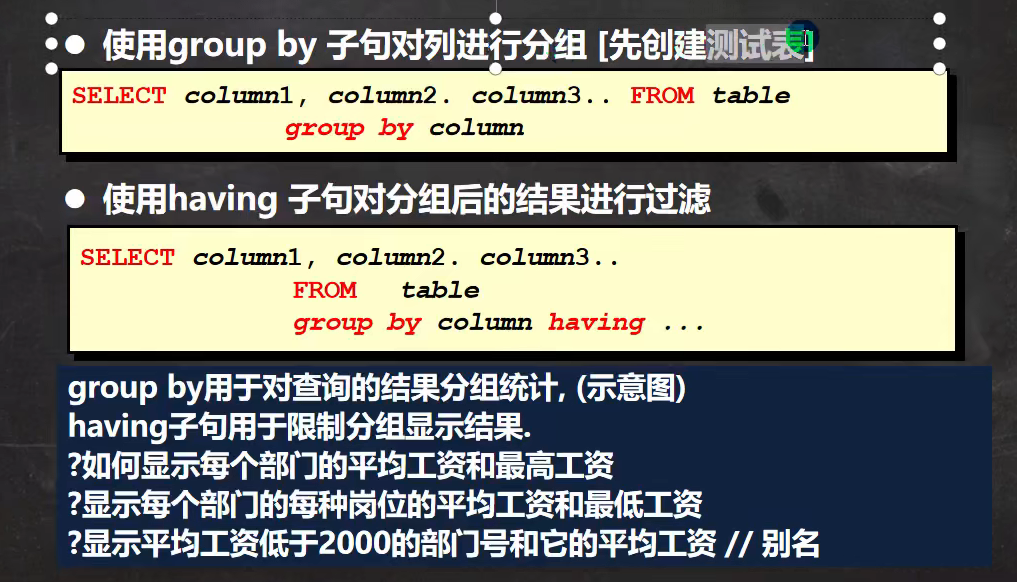 ● 使用group by 子句对列进行分组 [先创建测试表]
SELECT column1, column2. column3.. FROM table
group by column
● 使用having 子句对分组后的结果进行过滤
SELECT column1, column2. column3..
FROM table
group by column having ...
group by用于对查询的结果分组统计, (示意图)
having子句用于限制分组显示结果.
?如何显示每个部门的平均工资和最高工资
?显示每个部门的每种岗位的平均工资和最低工资
?显示平均工资低于2000的部门号和它的平均工资 // 别名